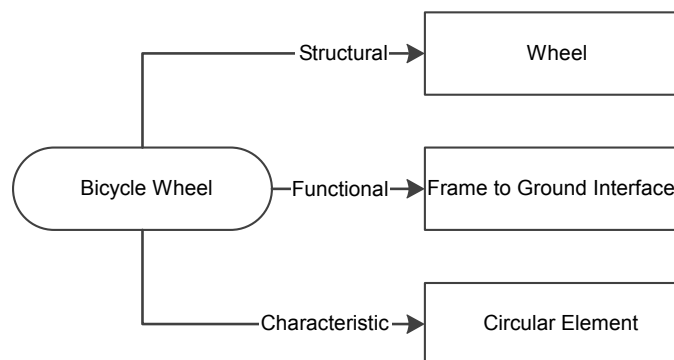 Structural
Wheel
Bicycle Wheel
Functional
Frame to Ground Interface
Characteristic
Circular Element